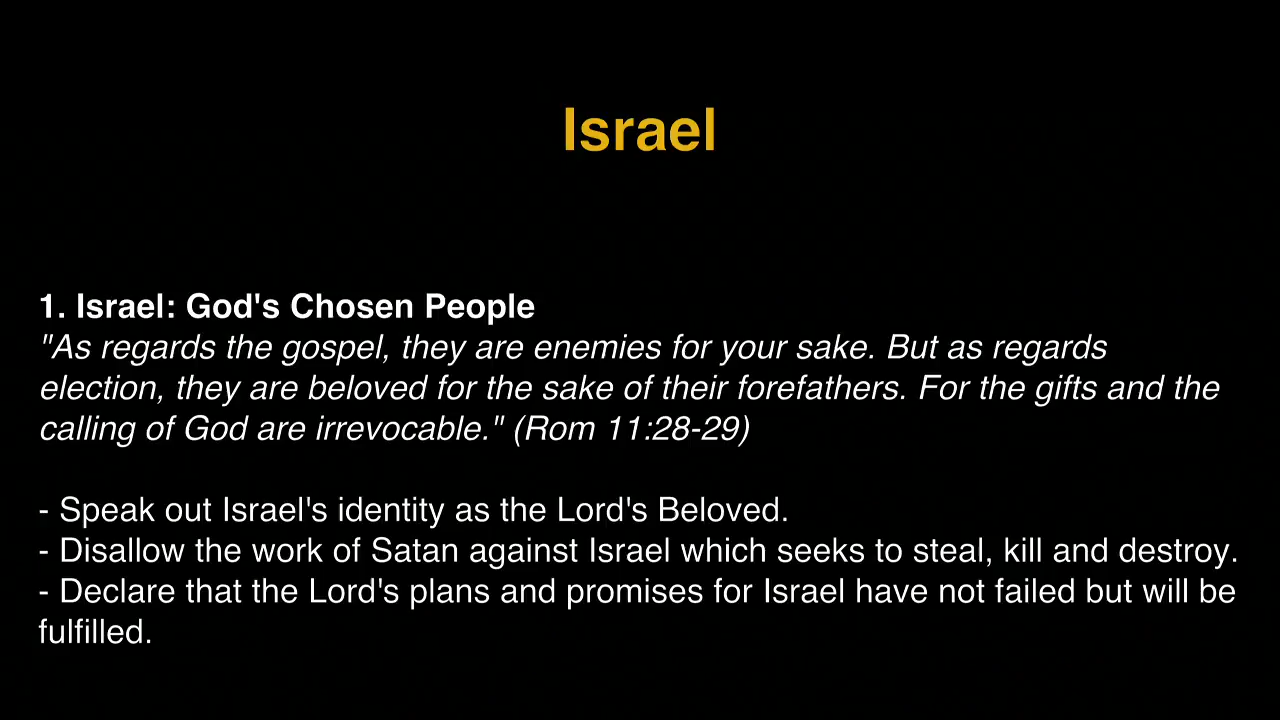 Israel
1. Israel: God's Chosen People
"As regards the gospel, they are enemies for your sake. But as regards
election, they are beloved for the sake of their forefathers. For the gifts and the
calling of God are irrevocable." (Rom 11:28-29)
- Speak out Israel's identity as the Lord's Beloved.
- Disallow the work of Satan against Israel which seeks to steal, kill and destroy.
- Declare that the Lord's plans and promises for Israel have not failed but will be
fulfilled.